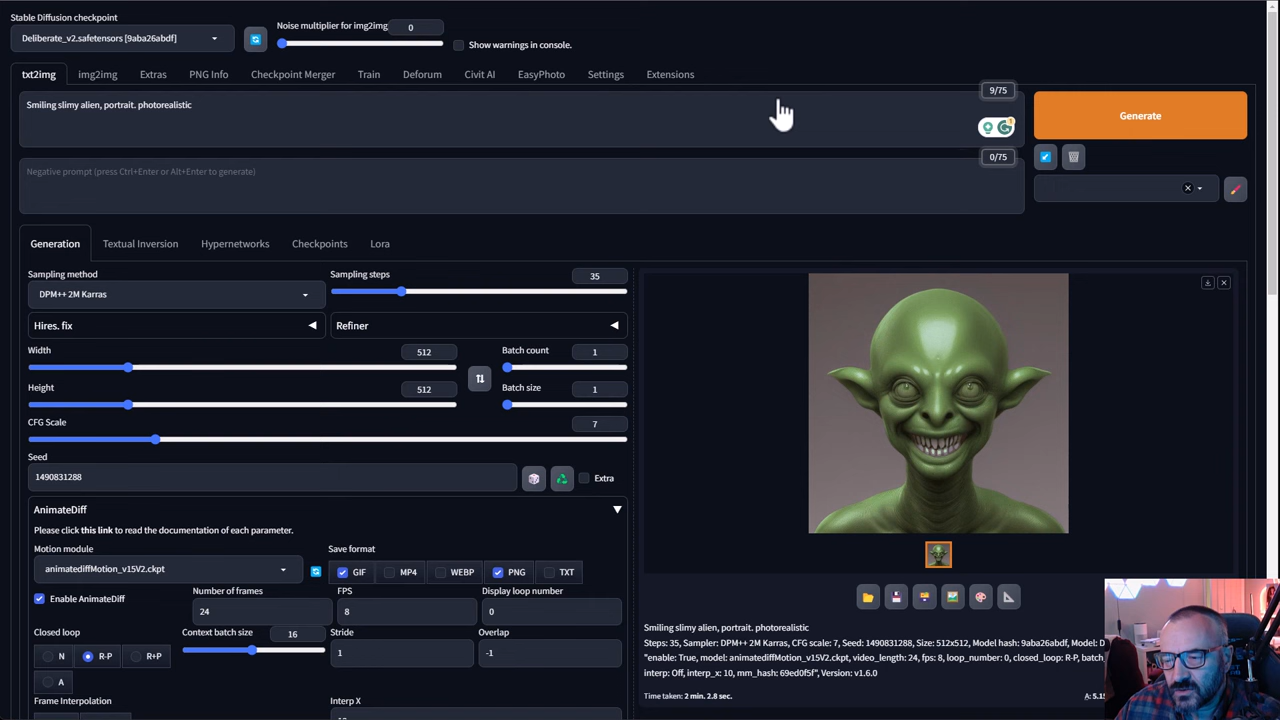 Stable Diffusion checkpoint
Deliberate_v2.safetensors [9aba26abdf]
Noise multiplier for img2img
0
Show warnings in console.
txt2img
img2img
Extras
PNG Info
Checkpoint Merger
Train
Deforum
Civit AI
EasyPhoto
Settings
Extensions
Smiling slimy alien, portrait. photorealistic
9/75
Generate
Negative prompt (press Ctrl+Enter or Alt+Enter to generate)
0/75
Generation
Textual Inversion
Hypernetworks
Checkpoints
Lora
Sampling method
DPM++ 2M Karras
Sampling steps
35
Hires. fix
Refiner
Width
512
Batch count
1
Height
512
Batch size
1
CFG Scale
7
Seed
1490831288
Extra
AnimateDiff
Please click this link to read the documentation of each parameter.
Motion module
animatediffMotion_v15V2.ckpt
Save format
GIF
MP4
WEBP
PNG
TXT
Enable AnimateDiff
Number of frames
24
FPS
8
Display loop number
0
Closed loop
N
R-P
R+P
A
Context batch size
16
Stride
1
Overlap
-1
Frame Interpolation
Interp X
Smiling slimy alien, portrait. photorealistic
Steps: 35, Sampler: DPM++ 2M Karras, CFG scale: 7, Seed: 1490831288, Size: 512x512, Model hash: 9aba26abdf, Model: D
"enable: True, model: animatediffMotion_v15V2.ckpt, video_length: 24, fps: 8, loop_number: 0, closed_loop: R-P, batch_
interp: Off, interp_x: 10, mm_hash: 69ed0f5f", Version: v1.6.0
Time taken: 2 min. 2.8 sec.
A: 5.15